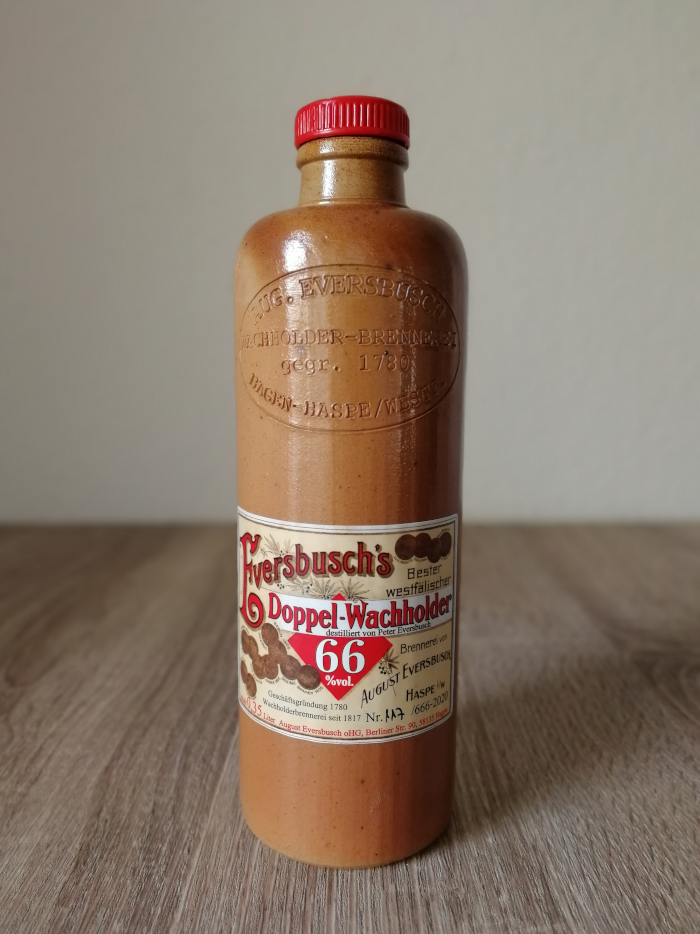 AUG. EVERSBUSCH
WACHHOLDER-BRENNEREI
gegr. 1780
HAGEN-HASPE/WESTF.
Eversbusch's
Bester
westfälischer
Doppel-Wachholder
destilliert von Peter Eversbusch
66
%vol.
Brennerei von
AUGUST EVERSBUSCH
HASPE i/w
Geschäftsgründung 1780
Wachholderbrennerei seit 1817
Nr. 117 /666-2020
0,35 Liter August Eversbusch oHG, Berliner Str. 90, 58135 Hagen